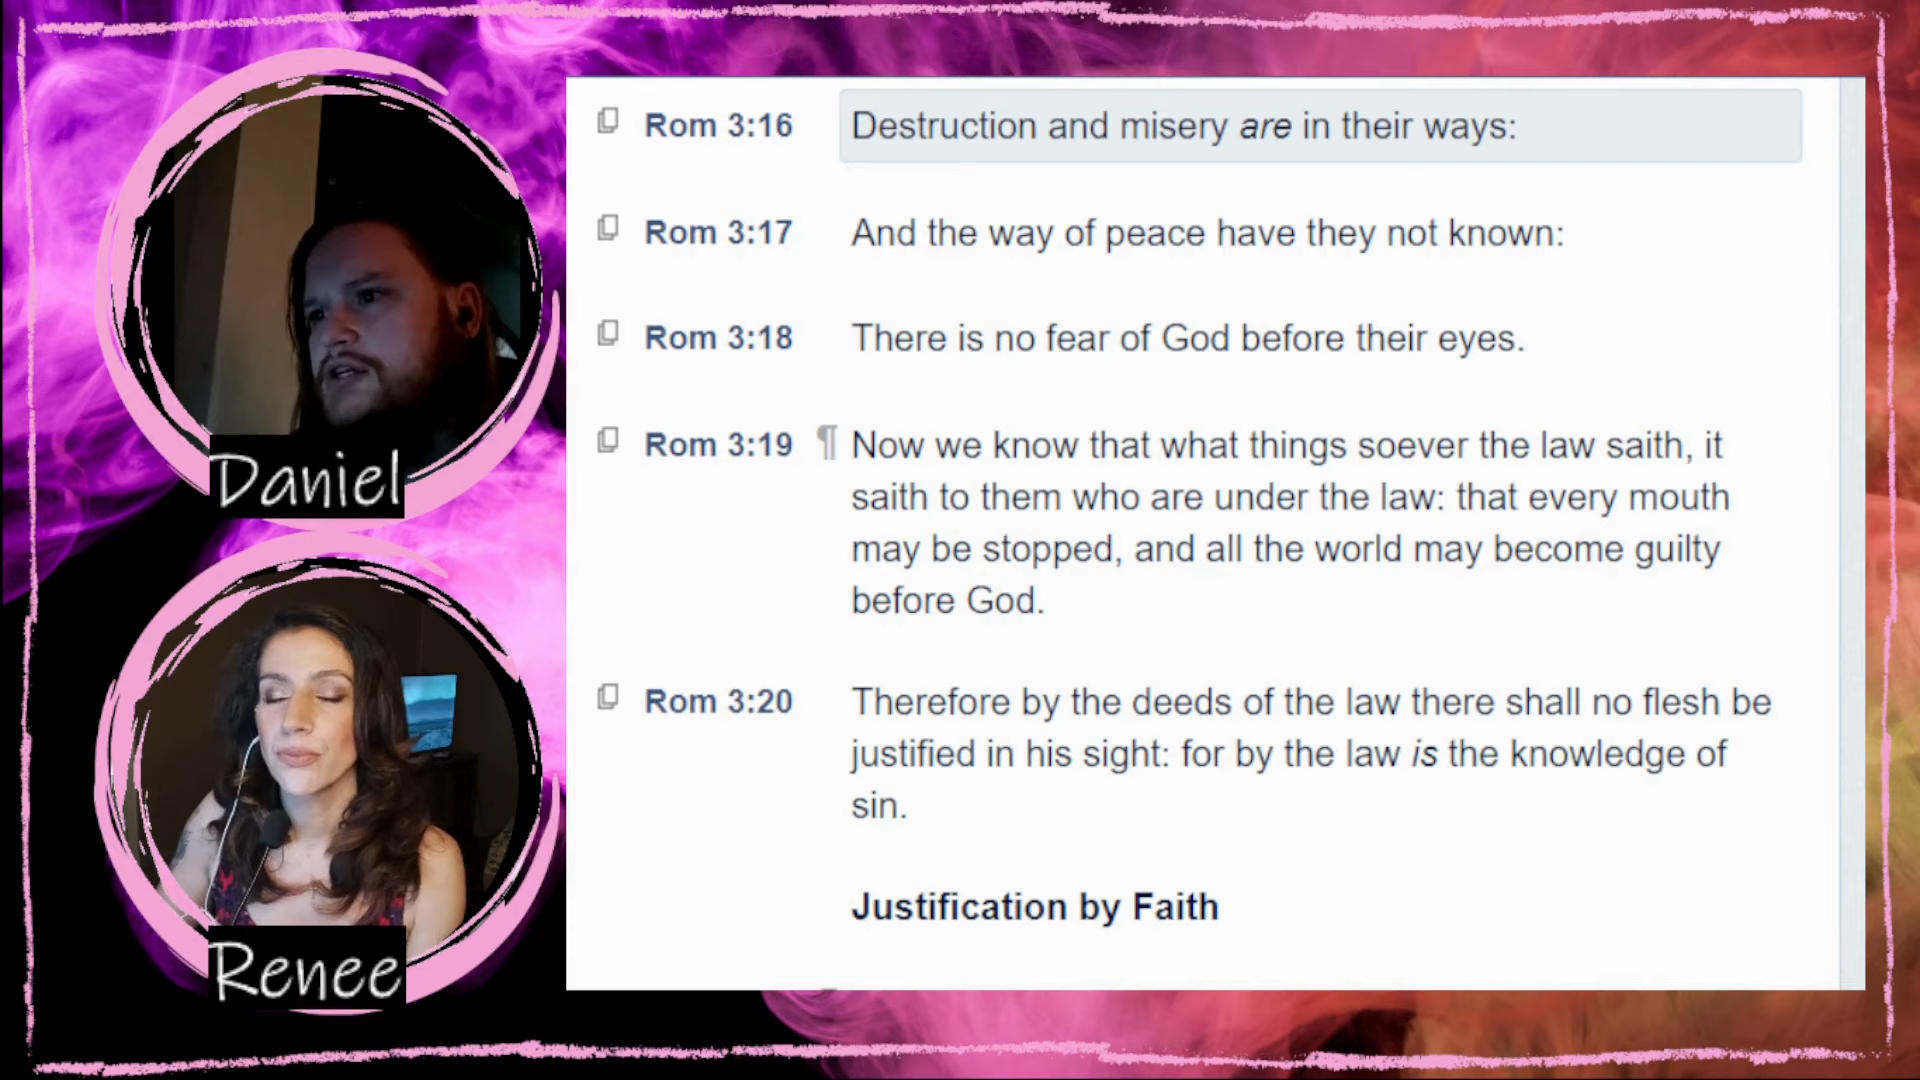 Rom 3:16 Destruction and misery are in their ways:
Rom 3:17 And the way of peace have they not known:
Rom 3:18 There is no fear of God before their eyes.
Rom 3:19 ¶ Now we know that what things soever the law saith, it
saith to them who are under the law: that every mouth
may be stopped, and all the world may become guilty
before God.
Rom 3:20 Therefore by the deeds of the law there shall no flesh be
justified in his sight: for by the law is the knowledge of
sin.
Justification by Faith
Daniel
Renee